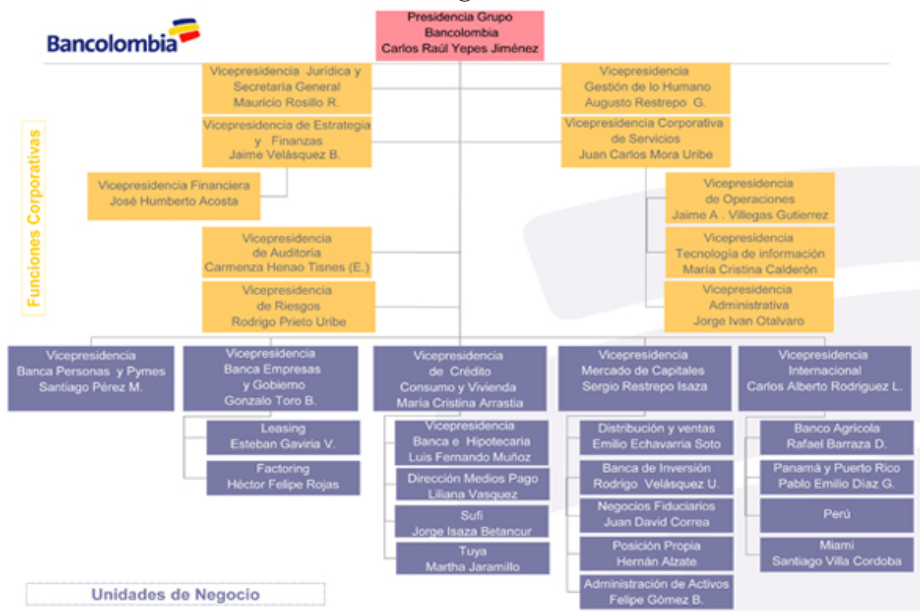 Bancolombia
Presidencia Grupo
Bancolombia
Carlos Raúl Yepes Jiménez
Funciones Corporativas
Vicepresidencia Jurídica y
Secretaría General
Mauricio Rosillo R.
Vicepresidencia
Gestión de lo Humano
Augusto Restrepo G.
Vicepresidencia de Estrategia
y Finanzas
Jaime Velásquez B.
Vicepresidencia Corporativa
de Servicios
Juan Carlos Mora Uribe
Vicepresidencia Financiera
José Humberto Acosta
Vicepresidencia
de Operaciones
Jaime A . Villegas Gutierrez
Vicepresidencia
de Auditoría
Carmenza Henao Tisnes (E.)
Vicepresidencia
Tecnología de información
María Cristina Calderón
Vicepresidencia
de Riesgos
Rodrigo Prieto Uribe
Vicepresidencia
Administrativa
Jorge Ivan Otalvaro
Vicepresidencia
Banca Personas y Pymes
Santiago Pérez M.
Vicepresidencia
Banca Empresas
y Gobierno
Gonzalo Toro B.
Leasing
Esteban Gaviria V.
Factoring
Héctor Felipe Rojas
Vicepresidencia
de Crédito
Consumo y Vivienda
María Cristina Arrastia
Vicepresidencia
Banca e Hipotecaria
Luis Fernando Muñoz
Dirección Medios Pago
Liliana Vasquez
Sufi
Jorge Isaza Betancur
Tuya
Martha Jaramillo
Vicepresidencia
Mercado de Capitales
Sergio Restrepo Isaza
Distribución y ventas
Emilio Echavarria Soto
Banca de Inversión
Rodrigo Velásquez U.
Negocios Fiduciarios
Juan David Correa
Posición Propia
Hernán Alzate
Administración de Activos
Felipe Gómez B.
Vicepresidencia
Internacional
Carlos Alberto Rodriguez L.
Banco Agrícola
Rafael Barraza D.
Panamá y Puerto Rico
Pablo Emilio Díaz G.
Perú
Miami
Santiago Villa Cordoba
Unidades de Negocio